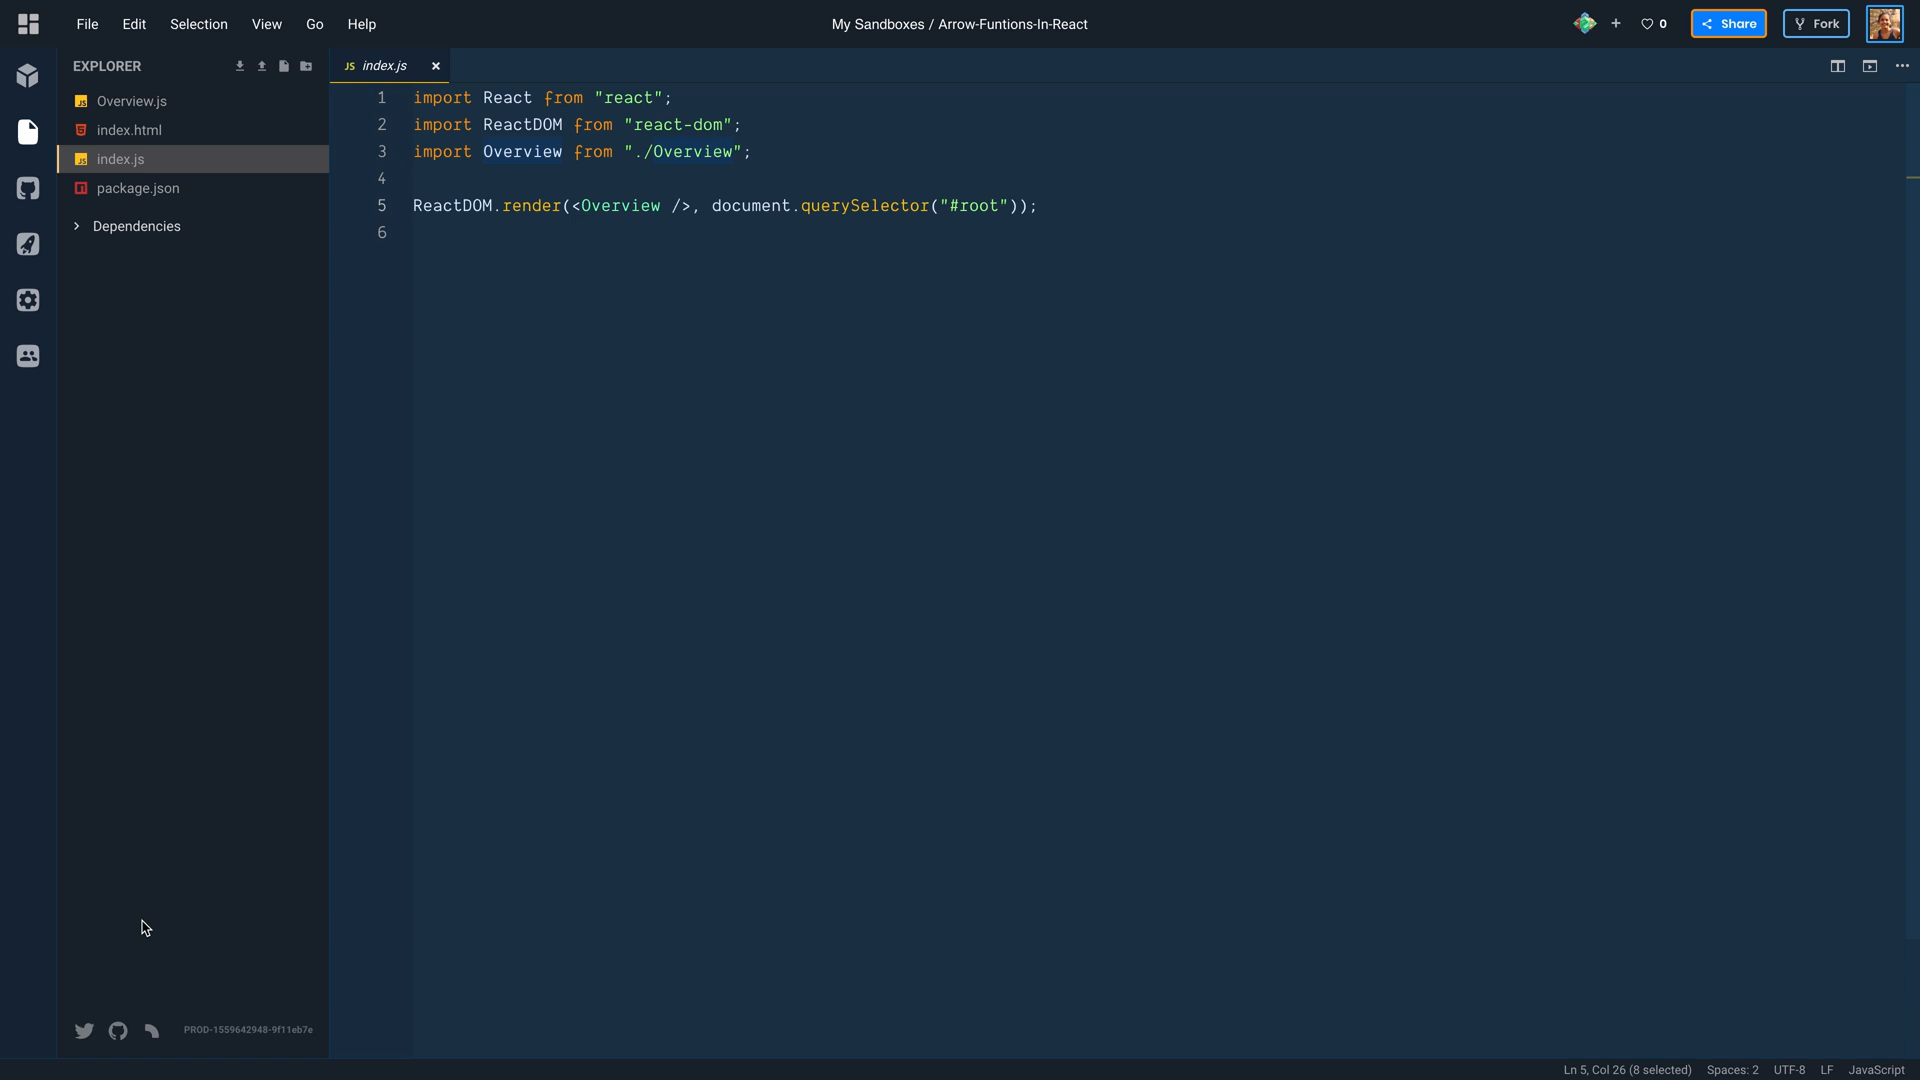 File Edit Selection View Go Help
My Sandboxes / Arrow-Funtions-In-React
0
Share
Fork
EXPLORER
Overview.js
index.html
index.js
package.json
Dependencies
JS index.js
1 import React from "react";
2 import ReactDOM from "react-dom";
3 import Overview from "./Overview";
4
5 ReactDOM.render(<Overview />, document.querySelector("#root"));
6
PROD-1559642948-9f11eb7e
Ln 5, Col 26 (8 selected) Spaces: 2 UTF-8 LF JavaScript